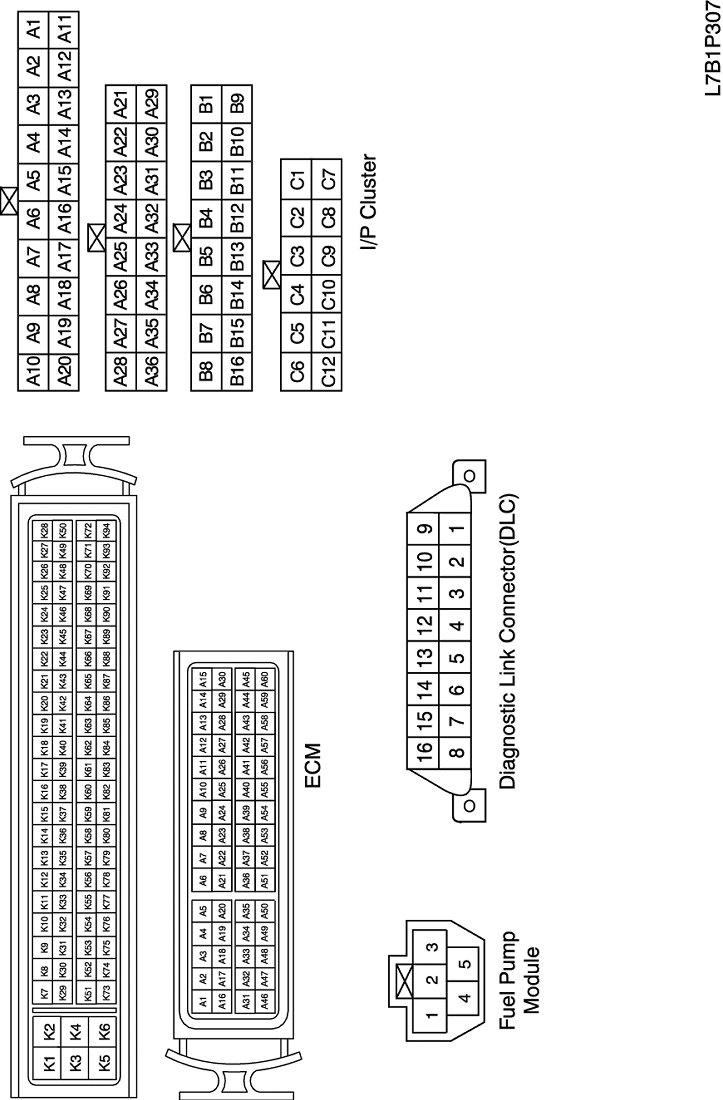 K1 K2
K3 K4
K5 K6
K7 K8 K9 K10 K11 K12 K13 K14 K15 K16 K17 K18 K19 K20 K21 K22 K23 K24 K25 K26 K27 K28
K29 K30 K31 K32 K33 K34 K35 K36 K37 K38 K39 K40 K41 K42 K43 K44 K45 K46 K47 K48 K49 K50
K51 K52 K53 K54 K55 K56 K57 K58 K59 K60 K61 K62 K63 K64 K65 K66 K67 K68 K69 K70 K71 K72
K73 K74 K75 K76 K77 K78 K79 K80 K81 K82 K83 K84 K85 K86 K87 K88 K89 K90 K91 K92 K93 K94
A1 A2 A3 A4 A5 A6 A7 A8 A9 A10 A11 A12 A13 A14 A15
A16 A17 A18 A19 A20 A21 A22 A23 A24 A25 A26 A27 A28 A29 A30
A31 A32 A33 A34 A35 A36 A37 A38 A39 A40 A41 A42 A43 A44 A45
A46 A47 A48 A49 A50 A51 A52 A53 A54 A55 A56 A57 A58 A59 A60
ECM
A10 A9 A8 A7 A6 A5 A4 A3 A2 A1
A20 A19 A18 A17 A16 A15 A14 A13 A12 A11
A28 A27 A26 A25 A24 A23 A22 A21
A36 A35 A34 A33 A32 A31 A30 A29
B8 B7 B6 B5 B4 B3 B2 B1
B16 B15 B14 B13 B12 B11 B10 B9
C6 C5 C4 C3 C2 C1
C12 C11 C10 C9 C8 C7
I/P Cluster
1 2 3
4 5
Fuel Pump
Module
16 15 14 13 12 11 10 9
8 7 6 5 4 3 2 1
Diagnostic Link Connector(DLC)
L7B1P307